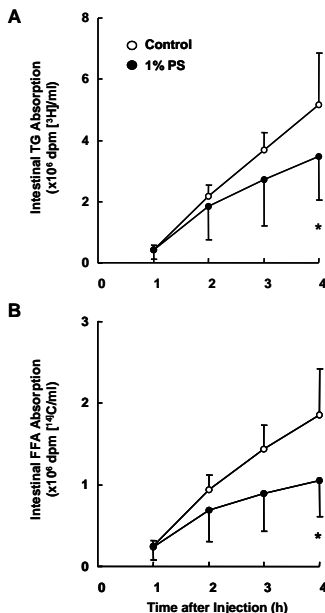 A
Control
1% PS
Intestinal TG Absorption
(x10⁶ dpm [³H]/ml)
8
6
4
2
0
*
0 1 2 3 4
B
Intestinal FFA Absorption
(x10⁶ dpm [¹⁴C/ml)
3
2
1
0
*
0 1 2 3 4
Time after Injection (h)